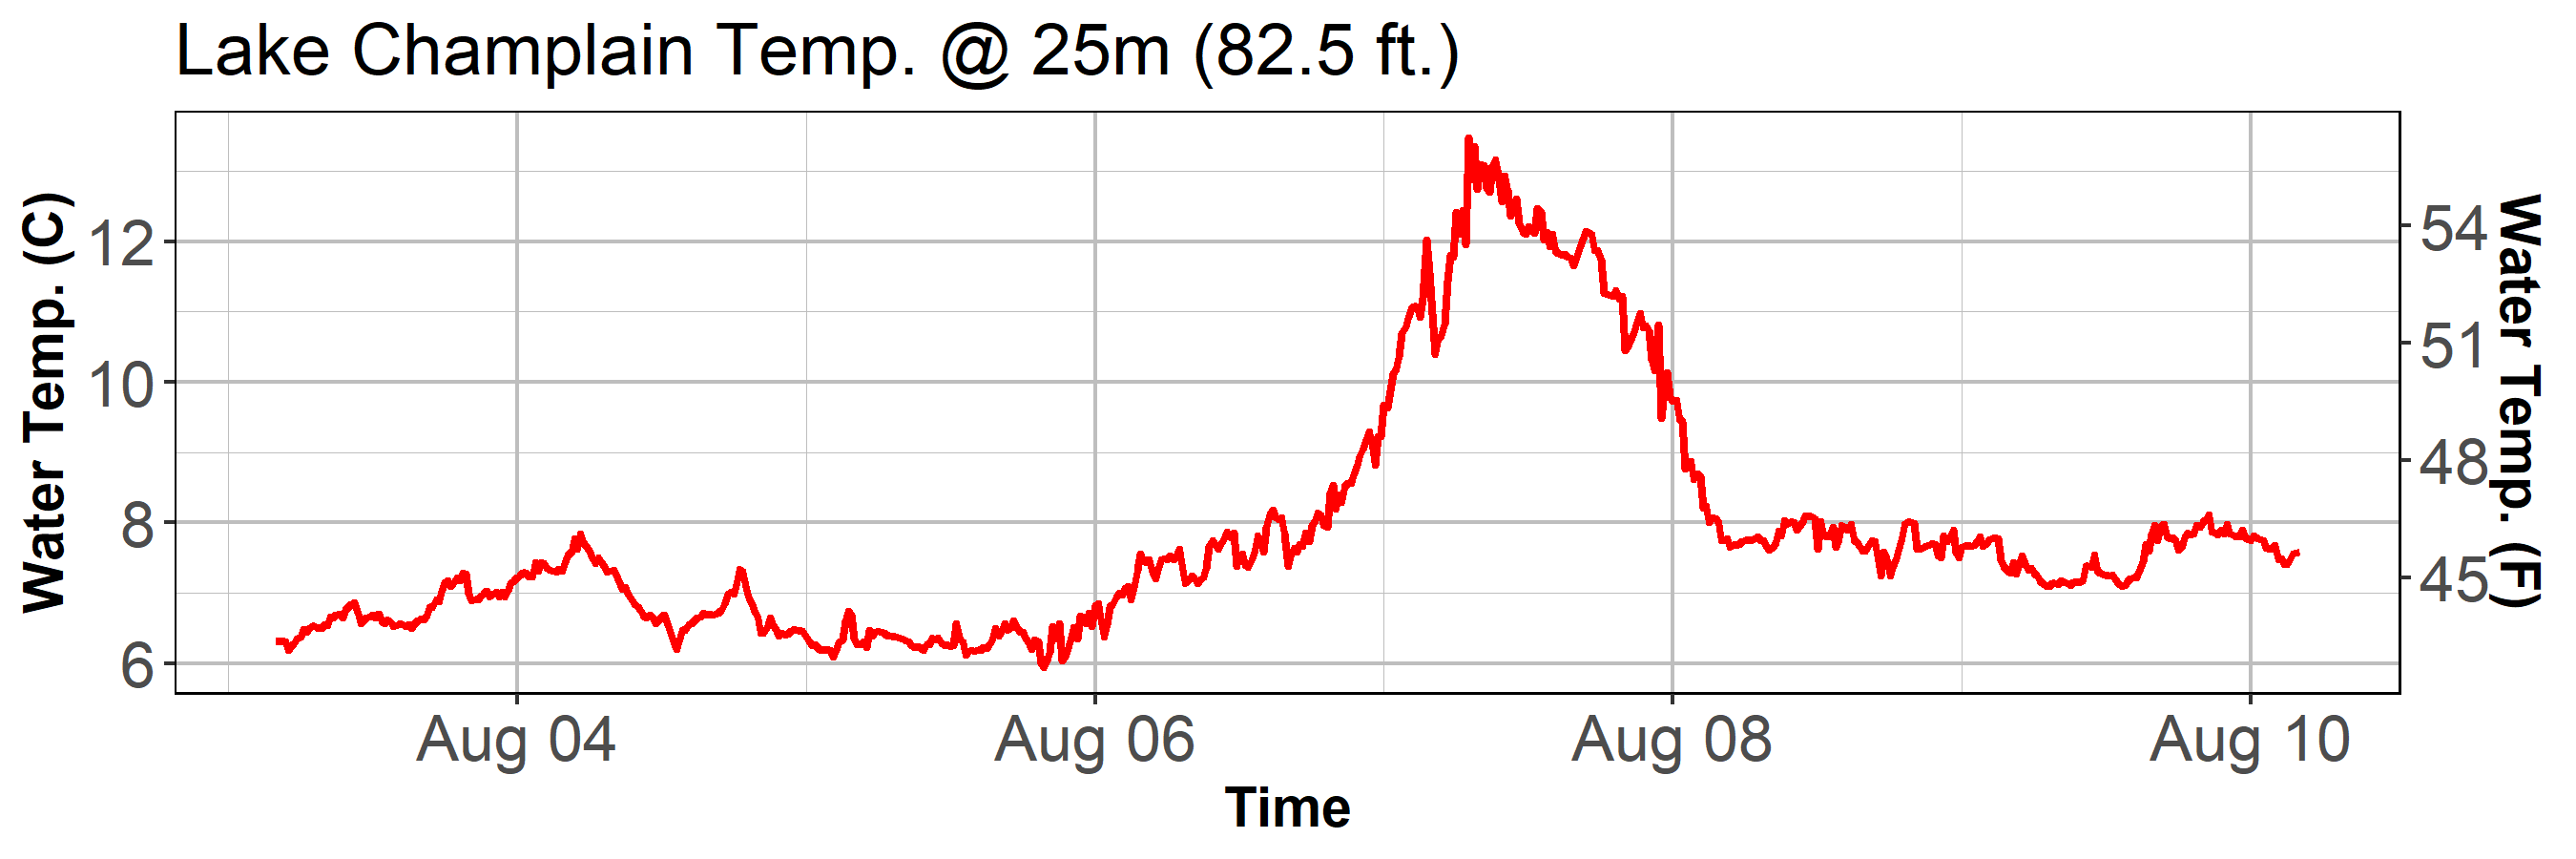 Lake Champlain Temp. @ 25m (82.5 ft.)
Water Temp. (C)
12
10
8
6
54
51
48
45
Water Temp. (F)
Aug 04 Aug 06 Aug 08 Aug 10
Time